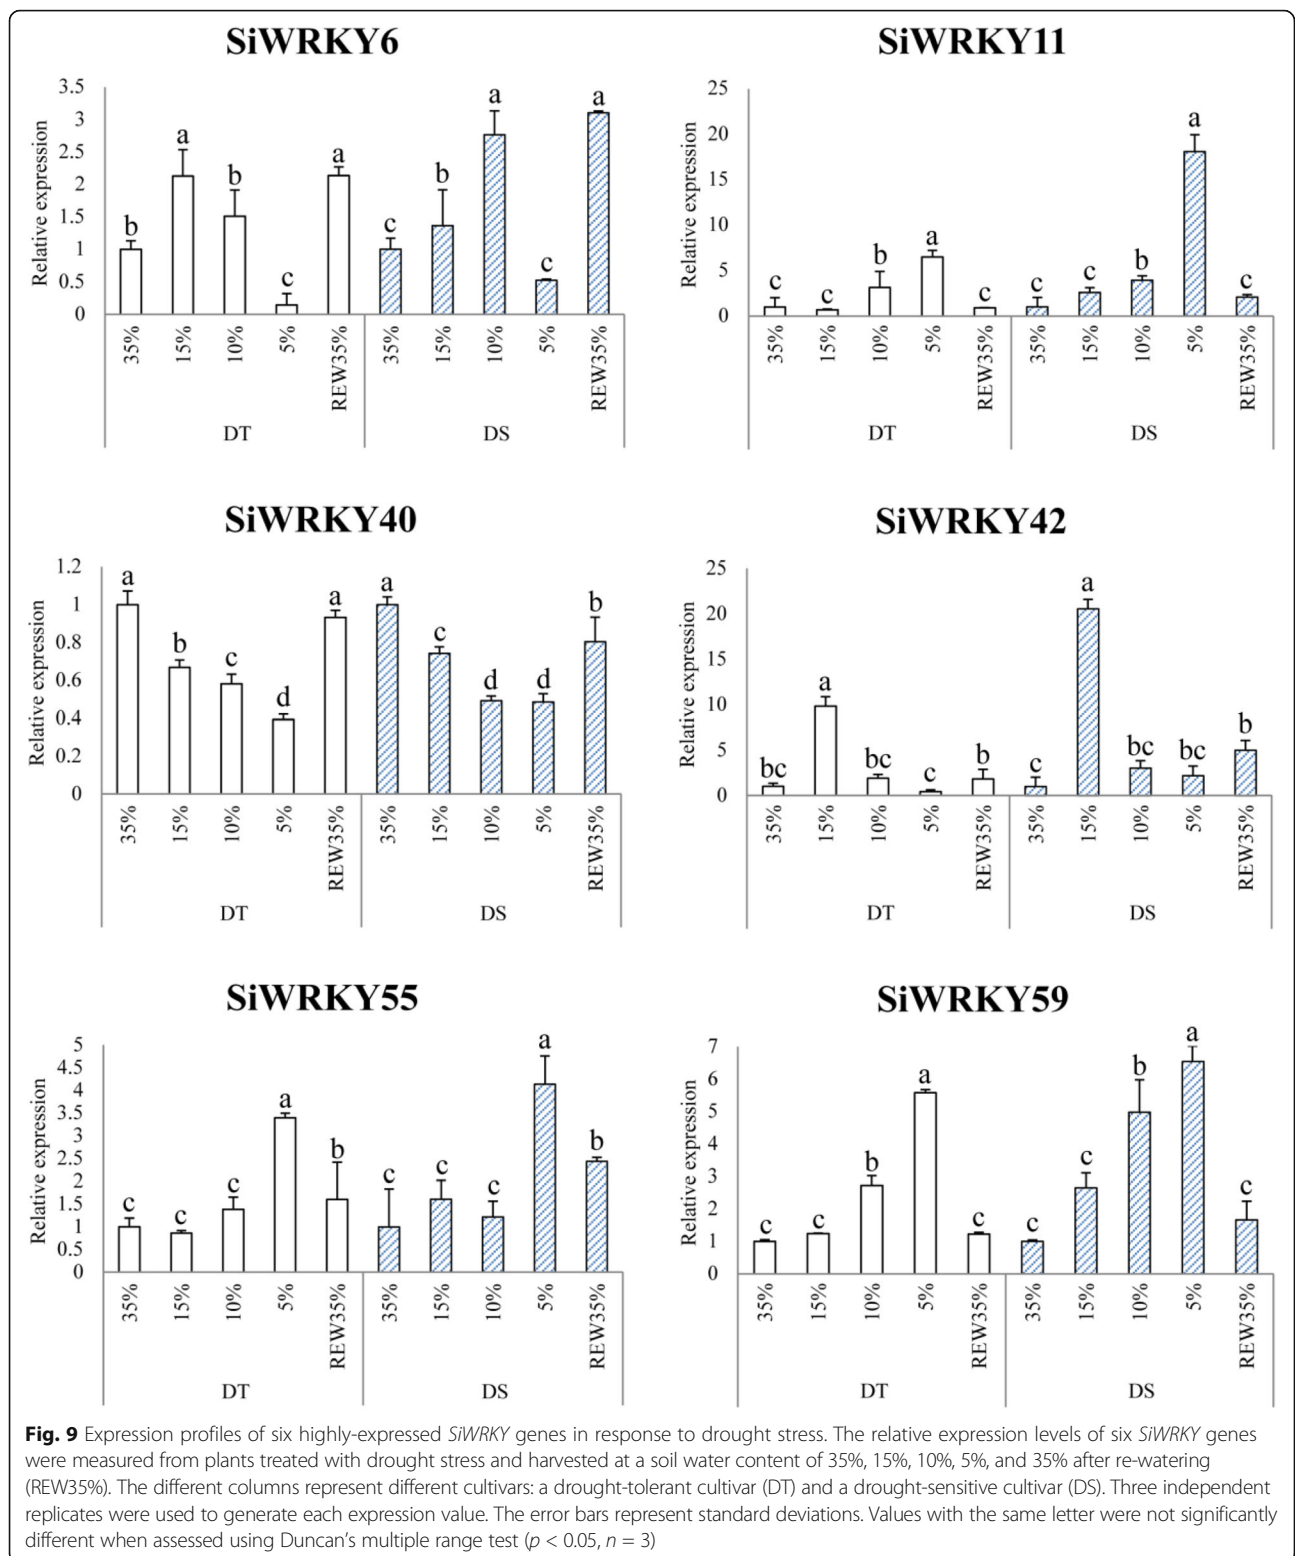 SiWRKY6
3.5
3
2.5
2
1.5
1
0.5
0
Relative expression
b
a
b
c
a
c
b
a
c
a
35%
15%
10%
5%
REW35%
35%
15%
10%
5%
REW35%
DT
DS
SiWRKY11
25
20
15
10
5
0
Relative expression
c
c
b
a
c
c
c
b
a
c
35%
15%
10%
5%
REW35%
35%
15%
10%
5%
REW35%
DT
DS
SiWRKY40
1.2
1
0.8
0.6
0.4
0.2
0
Relative expression
a
b
c
d
a
a
c
d
d
b
35%
15%
10%
5%
REW35%
35%
15%
10%
5%
REW35%
DT
DS
SiWRKY42
25
20
15
10
5
0
Relative expression
bc
a
bc
c
b
c
a
bc
bc
b
35%
15%
10%
5%
REW35%
35%
15%
10%
5%
REW35%
DT
DS
SiWRKY55
5
4.5
4
3.5
3
2.5
2
1.5
1
0.5
0
Relative expression
c
c
c
a
b
c
c
c
a
b
35%
15%
10%
5%
REW35%
35%
15%
10%
5%
REW35%
DT
DS
SiWRKY59
7
6
5
4
3
2
1
0
Relative expression
c
c
b
a
c
c
c
b
a
c
35%
15%
10%
5%
REW35%
35%
15%
10%
5%
REW35%
DT
DS
Fig. 9 Expression profiles of six highly-expressed SiWRKY genes in response to drought stress. The relative expression levels of six SiWRKY genes
were measured from plants treated with drought stress and harvested at a soil water content of 35%, 15%, 10%, 5%, and 35% after re-watering
(REW35%). The different columns represent different cultivars: a drought-tolerant cultivar (DT) and a drought-sensitive cultivar (DS). Three independent
replicates were used to generate each expression value. The error bars represent standard deviations. Values with the same letter were not significantly
different when assessed using Duncan's multiple range test (p < 0.05, n = 3)